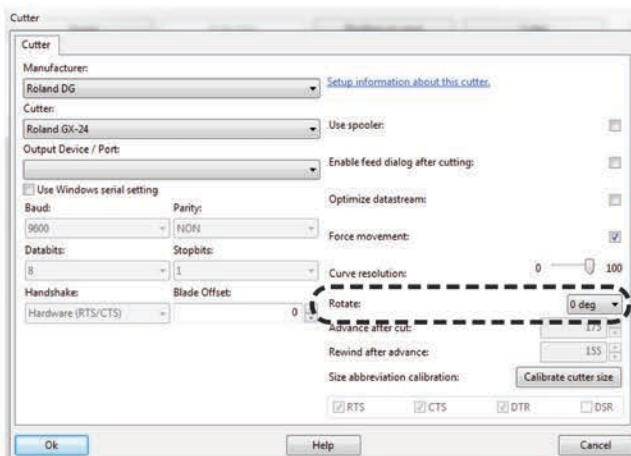 Cutter
Cutter
Manufacturer:
Roland DG
Cutter:
Roland GX-24
Output Device / Port:
Use Windows serial setting
Baud:
Parity:
9600
NON
Databits:
Stopbits:
8
1
Handshake:
Blade Offset:
Hardware (RTS/CTS)
0
Setup information about this cutter.
Use spooler:
Enable feed dialog after cutting:
Optimize datastream:
Force movement:
Curve resolution:
0
100
Rotate:
0 deg
Advance after cut:
175
Rewind after advance:
155
Size abbreviation calibration:
Calibrate cutter size
RTS
CTS
DTR
DSR
Ok
Help
Cancel